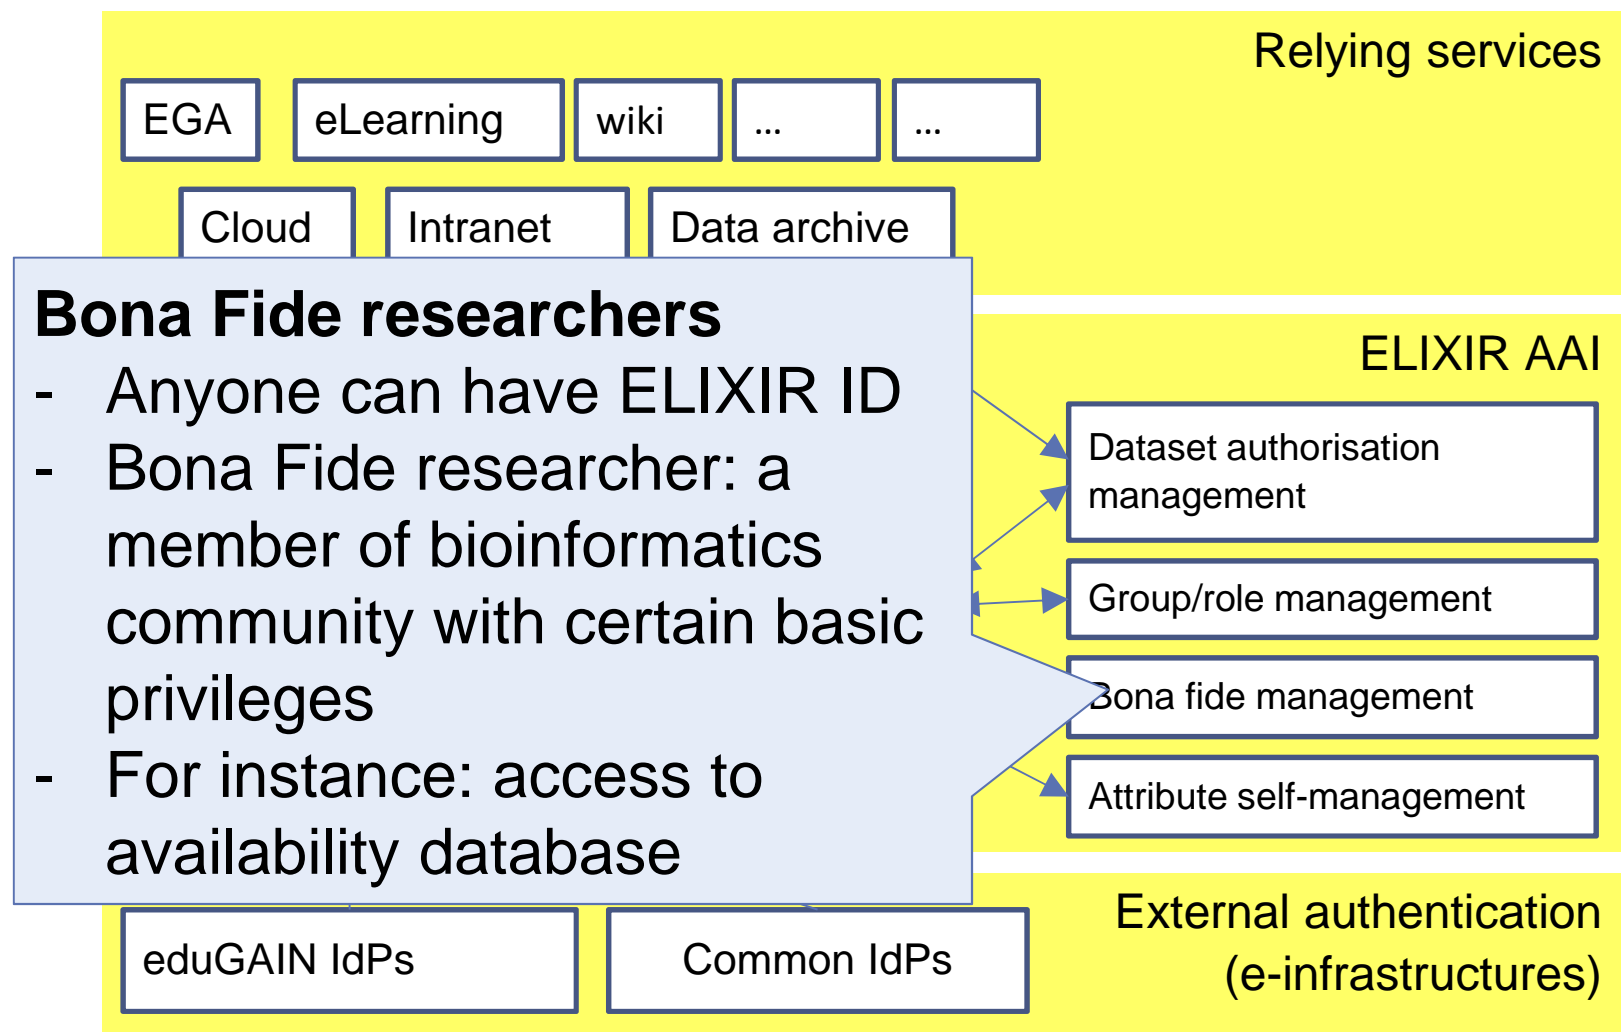 Relying services
EGA
eLearning
wiki
...
...
Cloud
Intranet
Data archive
Bona Fide researchers
- Anyone can have ELIXIR ID
- Bona Fide researcher: a
member of bioinformatics
community with certain basic
privileges
- For instance: access to
availability database
ELIXIR AAI
Dataset authorisation
management
Group/role management
Bona fide management
Attribute self-management
External authentication
(e-infrastructures)
eduGAIN IdPs
Common IdPs